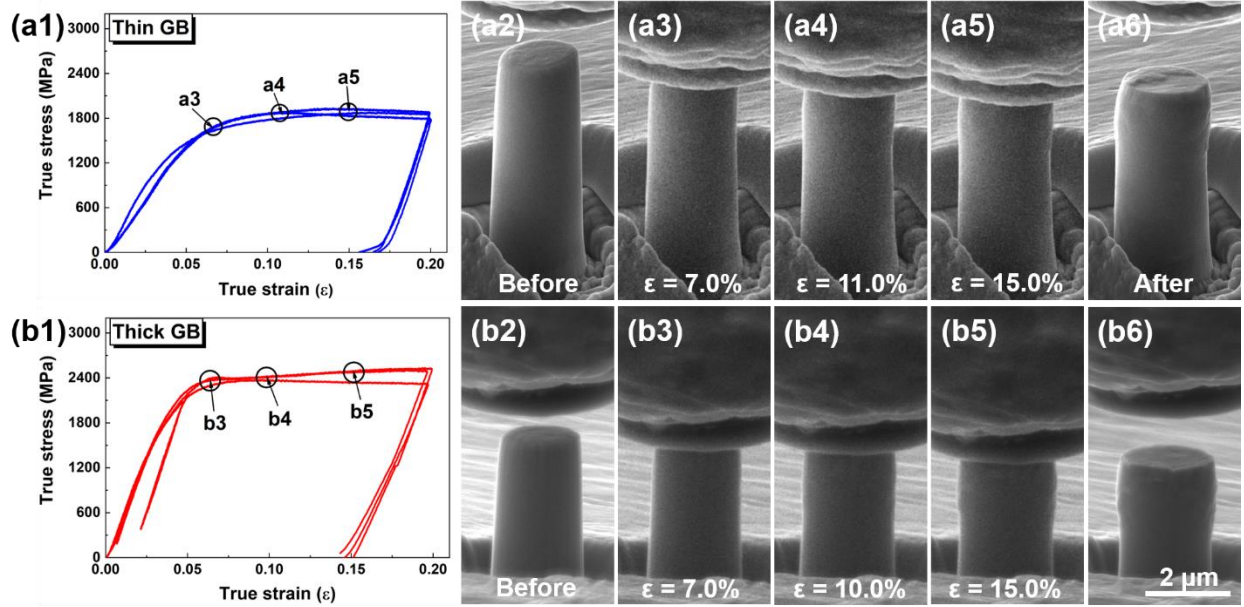 (a1)
Thin GB
True stress (MPa)
3000
2400
1800
1200
600
0
a3
a4
a5
0.00 0.05 0.10 0.15 0.20
True strain (ε)
(a2)
Before
(a3)
ε = 7.0%
(a4)
ε = 11.0%
(a5)
ε = 15.0%
(a6)
After
(b1)
Thick GB
True stress (MPa)
3000
2400
1800
1200
600
0
b3
b4
b5
0.00 0.05 0.10 0.15 0.20
True strain (ε)
(b2)
Before
(b3)
ε = 7.0%
(b4)
ε = 10.0%
(b5)
ε = 15.0%
(b6)
2 μm